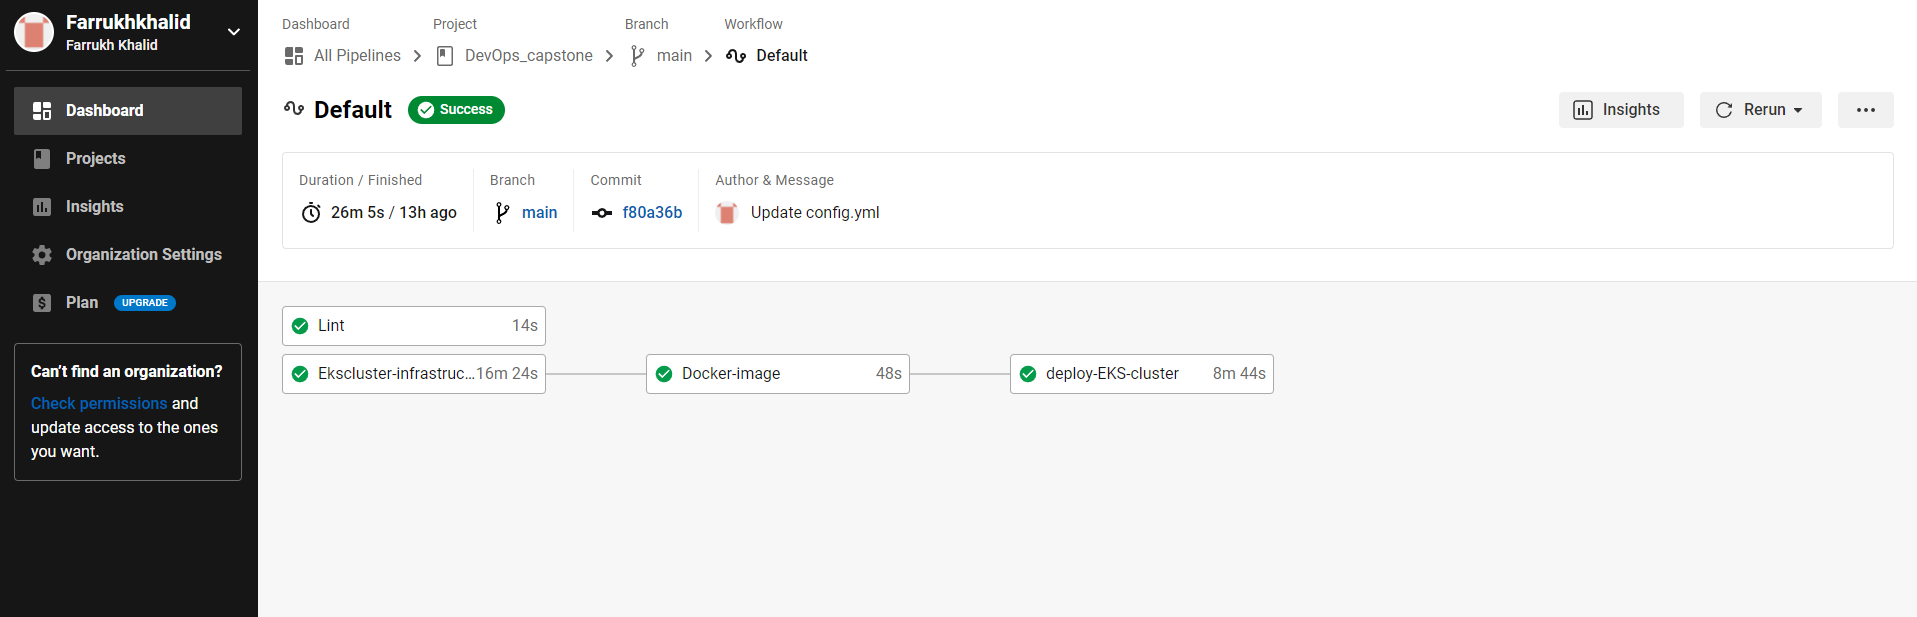 Farrukhkhalid
Farrukh Khalid
Dashboard
Projects
Insights
Organization Settings
Plan UPGRADE
Can't find an organization?
Check permissions and
update access to the ones
you want.
Dashboard Project Branch Workflow
All Pipelines DevOps_capstone main Default
Default Success Insights Rerun
Duration / Finished Branch Commit Author & Message
26m 5s / 13h ago main f80a36b Update config.yml
Lint 14s
Ekscluster-infrastruc... 16m 24s Docker-image 48s deploy-EKS-cluster 8m 44s